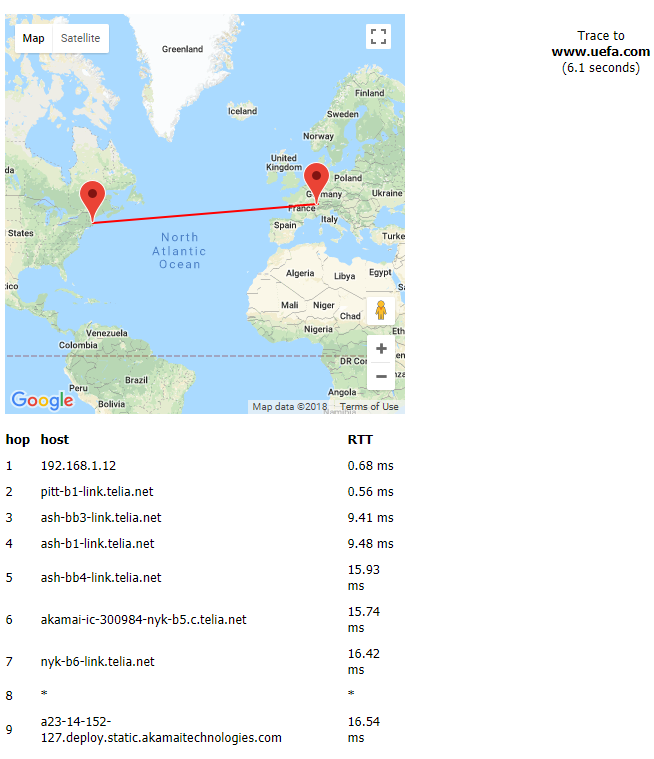 Map Satellite
Greenland
Iceland
Finland
Sweden
Norway
United
Kingdom
Poland
Germany
Ukraine
France
Italy
Spain
Turke
da
States
North
Atlantic
Ocean
ico
Algeria
Libya
Egypt
Sa
Mali
Niger
Chad
Nigeria
Eth
Venezuela
Colombia
DR Co
Brazil
Peru
Bolivia
Angola
nza
Google
Map data ©2018 Terms of Use
Trace to
www.uefa.com
(6.1 seconds)
hop host RTT
1 192.168.1.12 0.68 ms
2 pitt-b1-link.telia.net 0.56 ms
3 ash-bb3-link.telia.net 9.41 ms
4 ash-b1-link.telia.net 9.48 ms
5 ash-bb4-link.telia.net 15.93
ms
6 akamai-ic-300984-nyk-b5.c.telia.net 15.74
ms
7 nyk-b6-link.telia.net 16.42
ms
8 * *
9 a23-14-152-
127.deploy.static.akamaitechnologies.com 16.54
ms